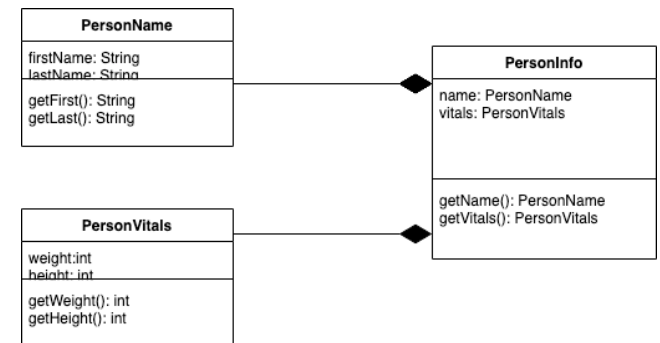 PersonName
firstName: String
lastName: String
getFirst(): String
getLast(): String
PersonInfo
name: PersonName
vitals: PersonVitals
getName(): PersonName
getVitals(): PersonVitals
PersonVitals
weight:int
height: int
getWeight(): int
getHeight(): int